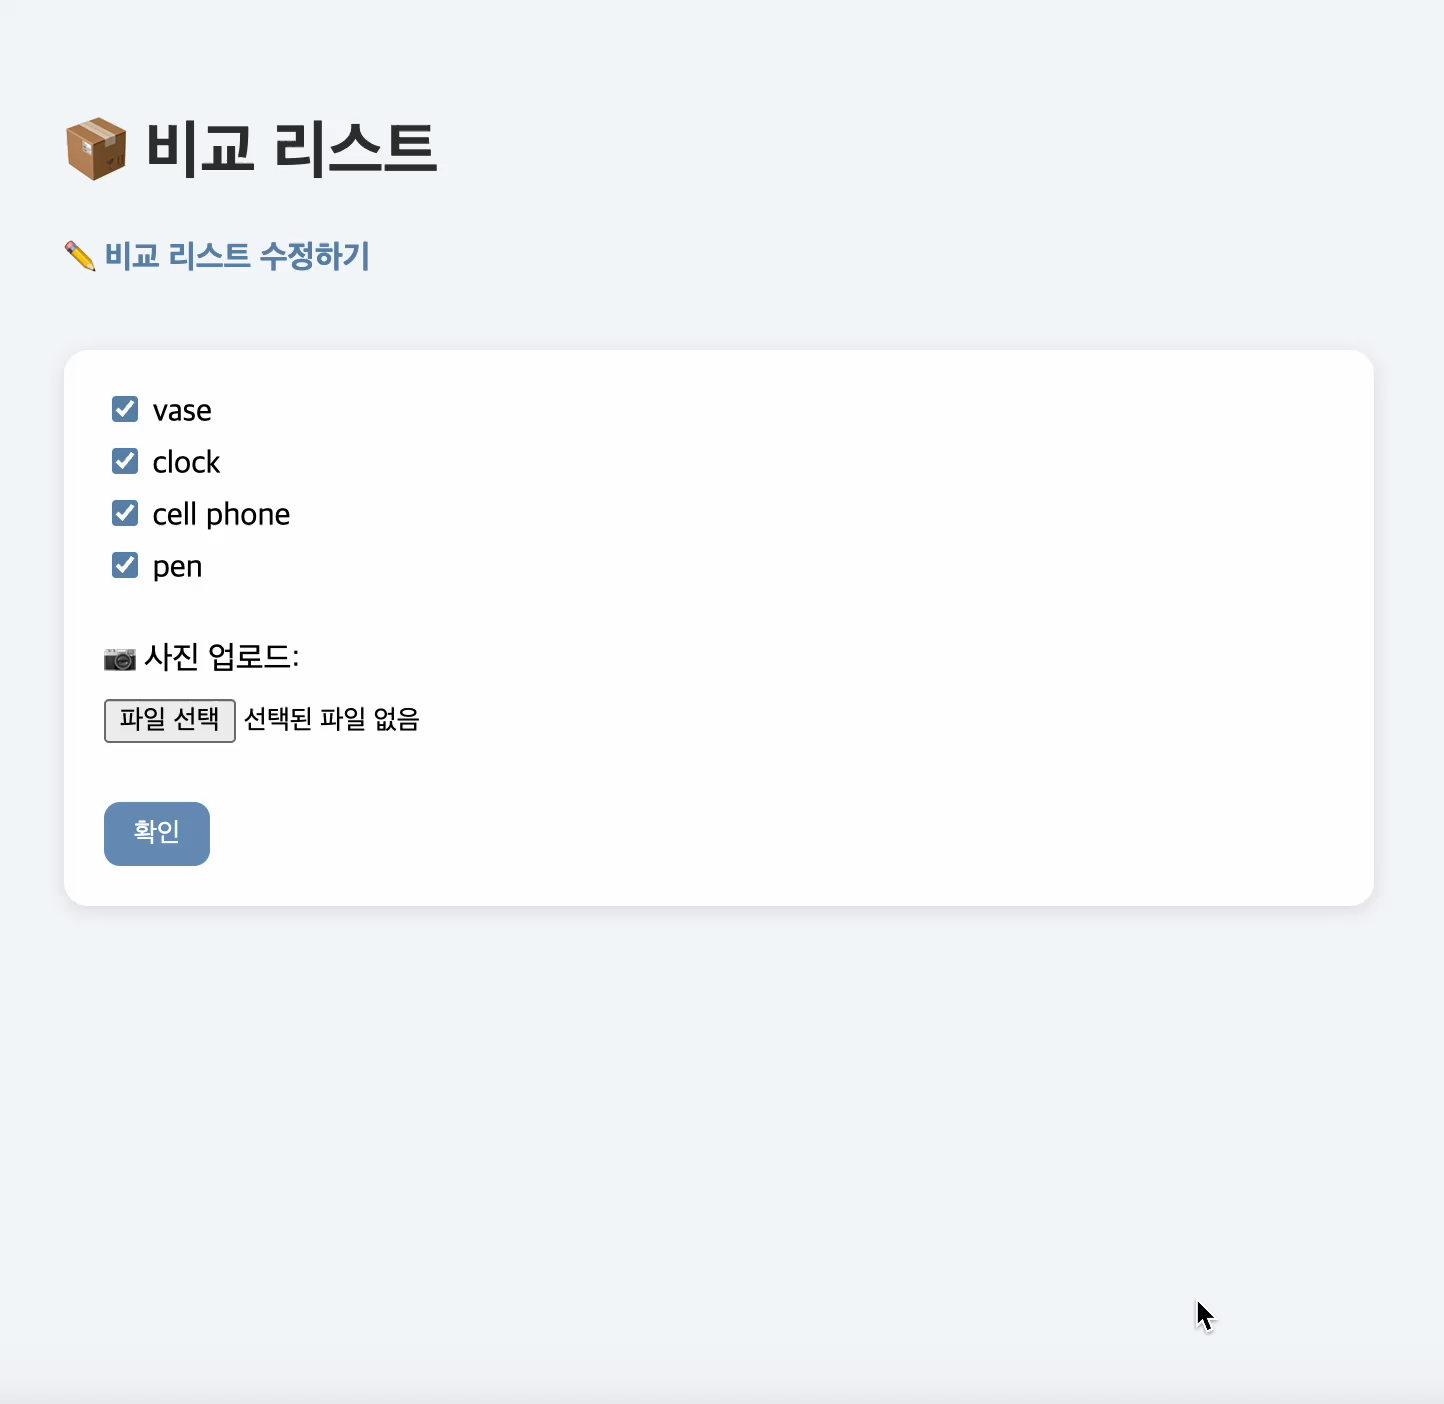 📦 비교 리스트
✏️ 비교 리스트 수정하기
vase
clock
cell phone
pen
📷 사진 업로드:
파일 선택 선택된 파일 없음
확인